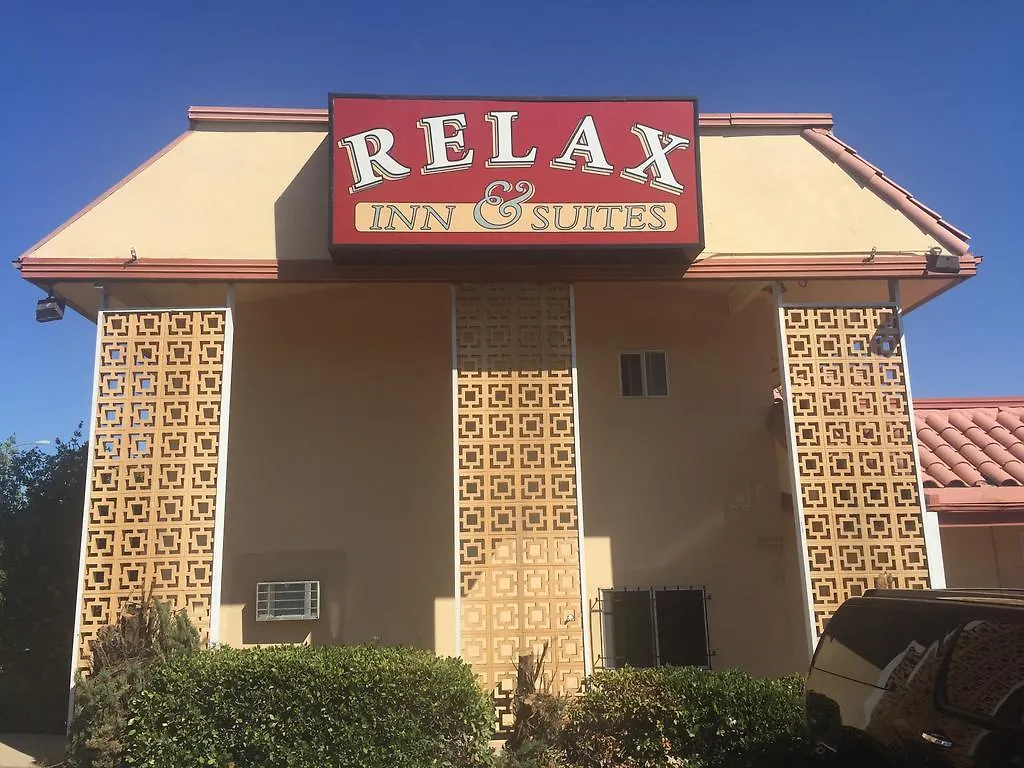 RELAX
INN & SUITES